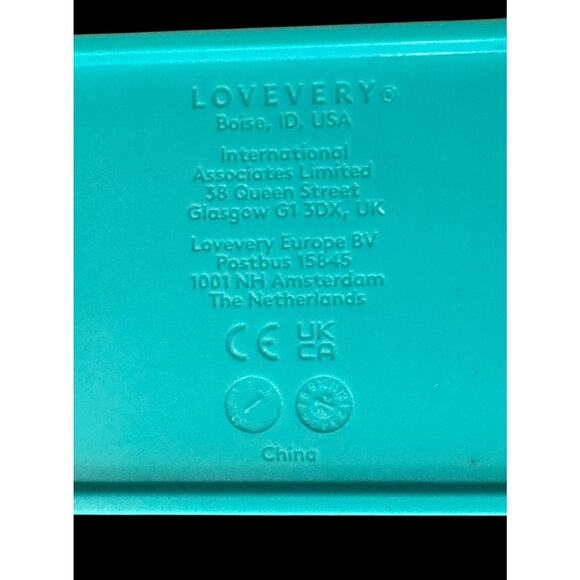 LOVEVERY®
Boise, ID, USA
International
Associates Limited
38 Queen Street
Glasgow G1 3DX, UK
Lovevery Europe BV
Postbus 15845
1001 NH Amsterdam
The Netherlands
CE UK
CA
China